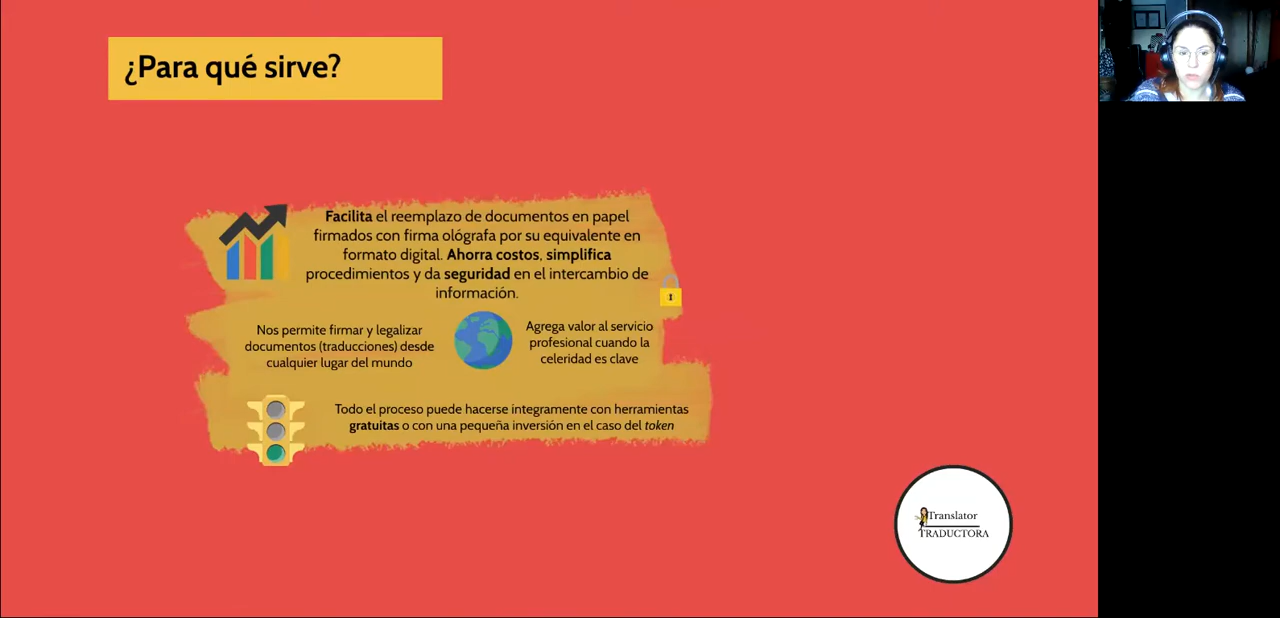 ¿Para qué sirve?
Facilita el reemplazo de documentos en papel
firmados con firma ológrafa por su equivalente en
formato digital. Ahorra costos, simplifica
procedimientos y da seguridad en el intercambio de
información.
Nos permite firmar y legalizar
documentos (traducciones) desde
cualquier lugar del mundo
Agrega valor al servicio
profesional cuando la
celeridad es clave
Todo el proceso puede hacerse integramente con herramientas
gratuitas o con una pequeña inversión en el caso del token
Translator
TRADUCTORA